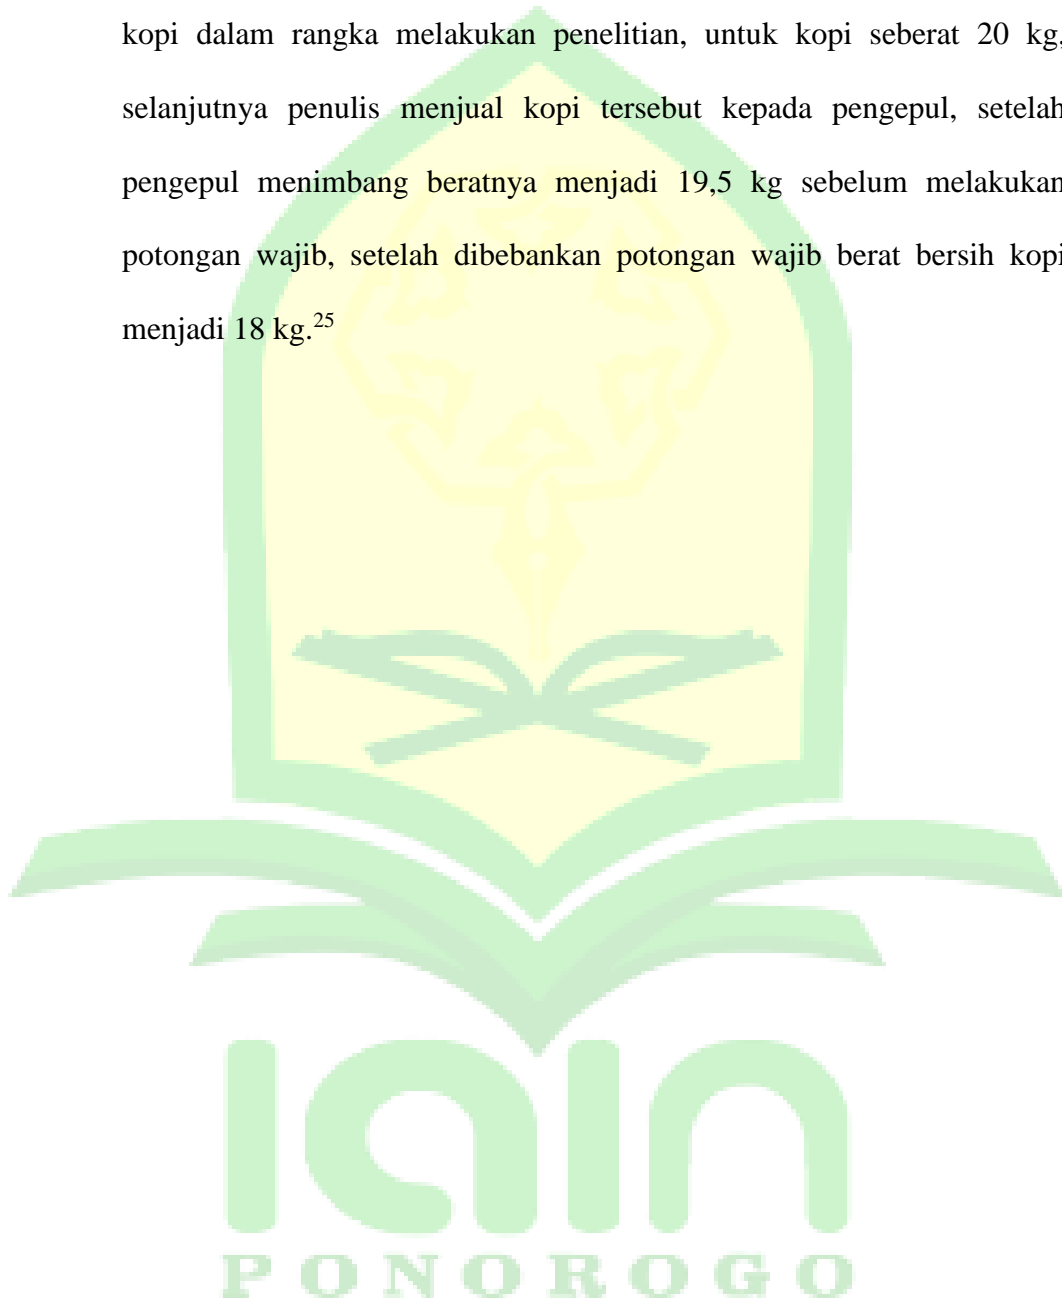 kopi dalam rangka melakukan penelitian, untuk kopi seberat 20 kg,
selanjutnya penulis menjual kopi tersebut kepada pengepul, setelah
pengepul menimbang beratnya menjadi 19,5 kg sebelum melakukan
potongan wajib, setelah dibebankan potongan wajib berat bersih kopi
menjadi 18 kg.25
iain
PONOROGO